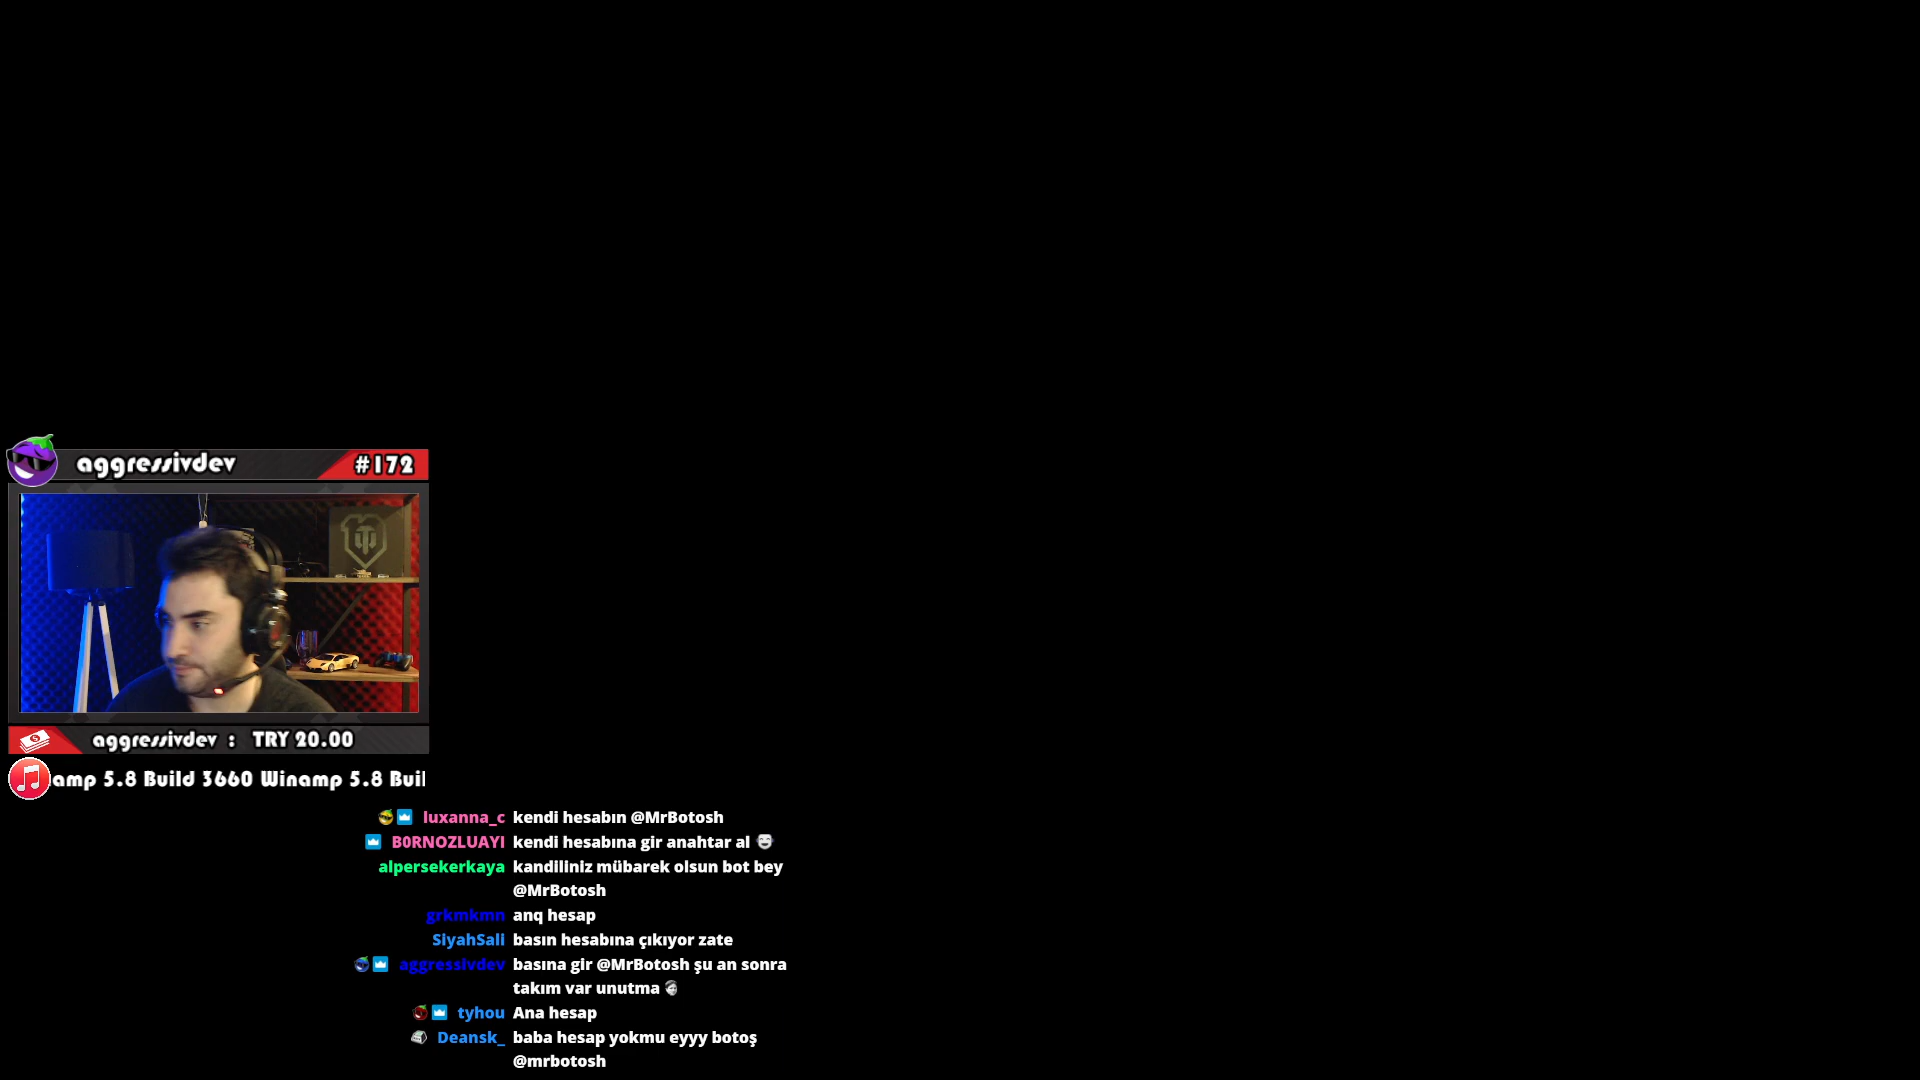 aggressivdev #172
aggressivdev : TRY 20.00
amp 5.8 Build 3660 Winamp 5.8 Buil
luxanna_c kendi hesabın @MrBotosh
B0RNOZLUAYI kendi hesabına gir anahtar al
alpersekerkaya kandiliniz mübarek olsun bot bey
@MrBotosh
grkmkmn anq hesap
SiyahSali basın hesabına çıkıyor zate
aggressivdev basına gir @MrBotosh şu an sonra
takım var unutma
tyhou Ana hesap
Deansk_ baba hesap yokmu eyyy botoş
@mrbotosh